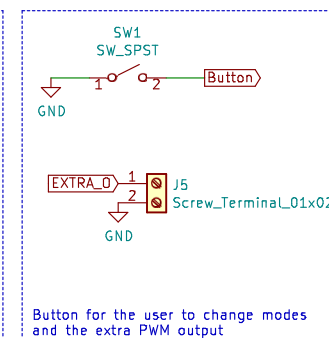 SW1
SW_SPST
1
2
Button
GND
EXTRA_O
1
2
J5
Screw_Terminal_01x02
GND
Button for the user to change modes
and the extra PWM output